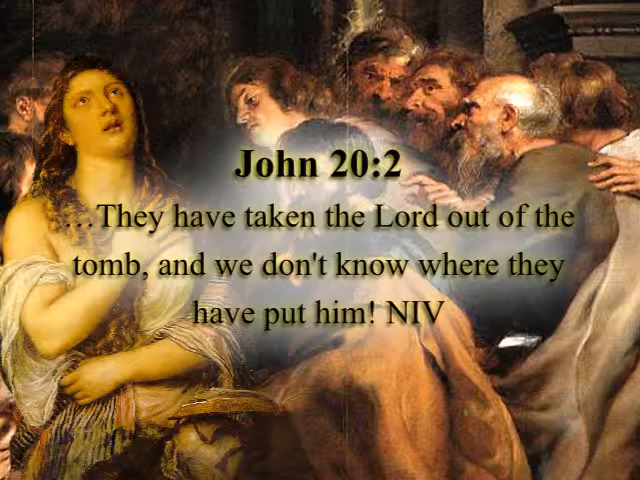 John 20:2
…They have taken the Lord out of the
tomb, and we don't know where they
have put him! NIV